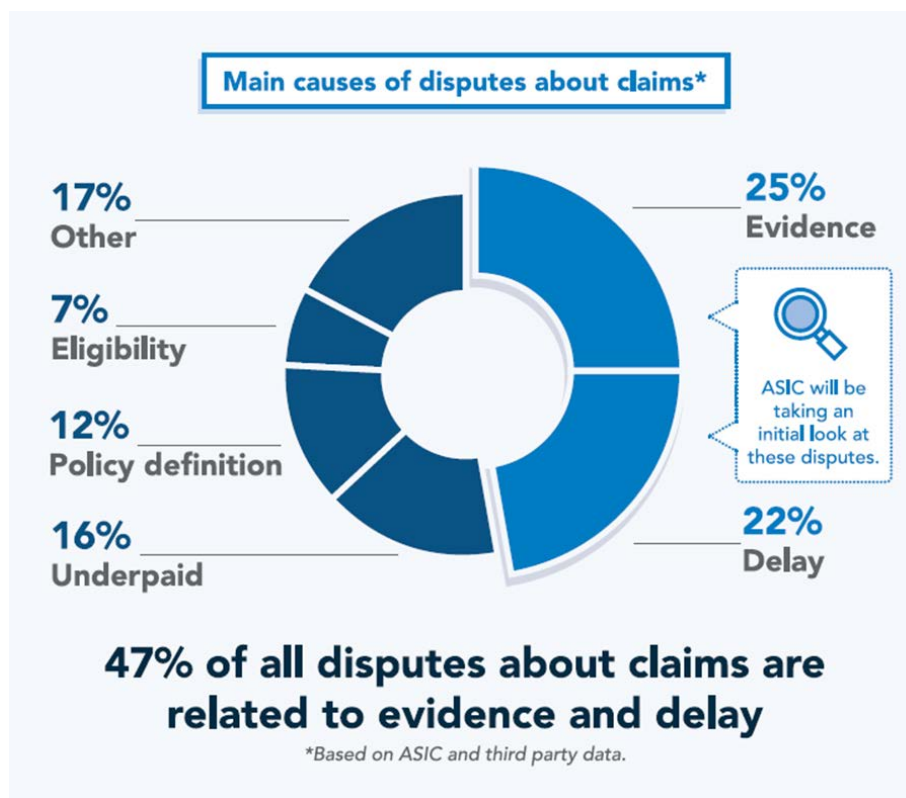 Main causes of disputes about claims*
17%
Other
7%
Eligibility
12%
Policy definition
16%
Underpaid
25%
Evidence
ASIC will be
taking an
initial look at
these disputes.
22%
Delay
47% of all disputes about claims are
related to evidence and delay
*Based on ASIC and third party data.